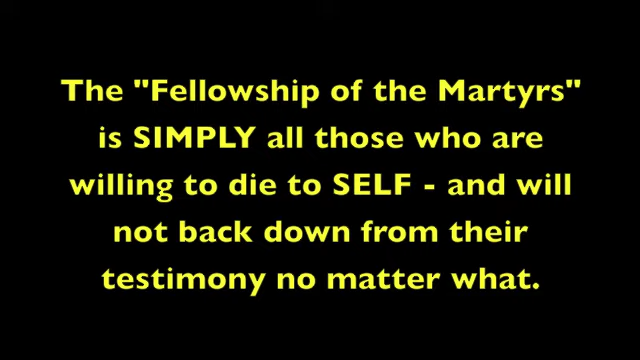 The "Fellowship of the Martyrs"
is SIMPLY all those who are
willing to die to SELF - and will
not back down from their
testimony no matter what.